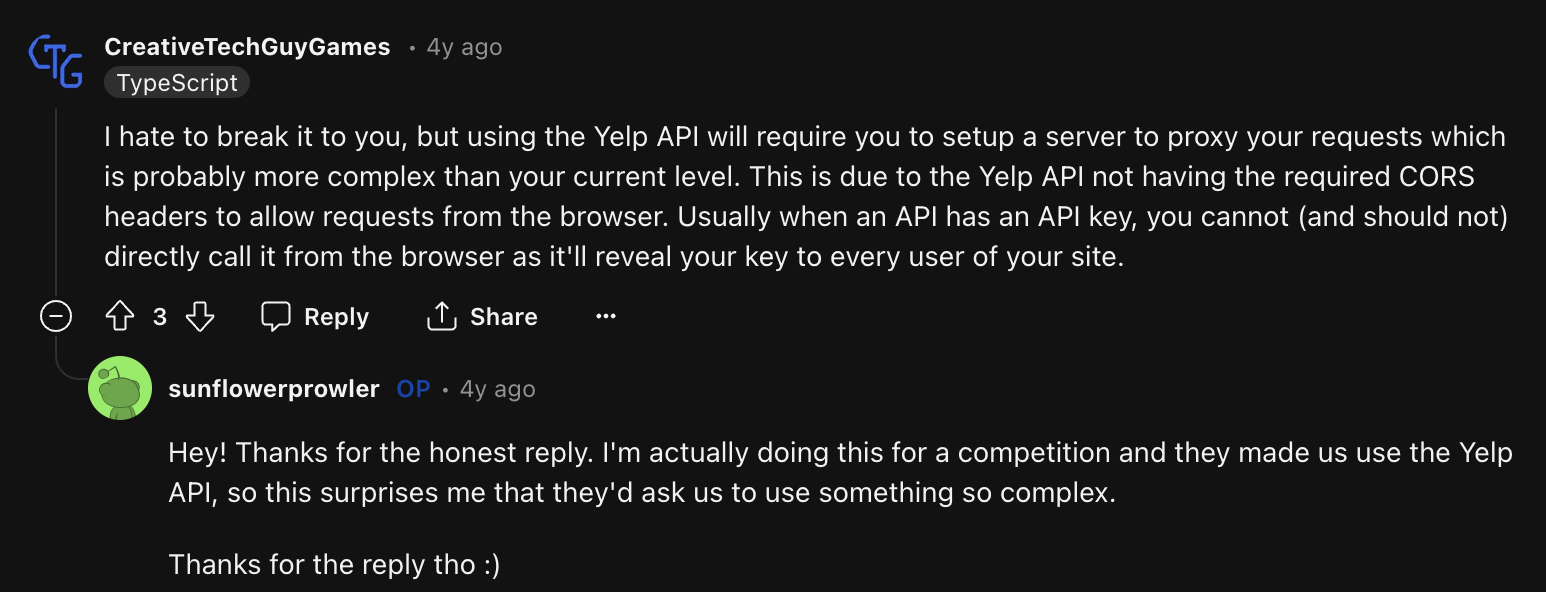 CTG
CreativeTechGuyGames • 4y ago
TypeScript
I hate to break it to you, but using the Yelp API will require you to setup a server to proxy your requests which
is probably more complex than your current level. This is due to the Yelp API not having the required CORS
headers to allow requests from the browser. Usually when an API has an API key, you cannot (and should not)
directly call it from the browser as it'll reveal your key to every user of your site.
3 Reply Share ...
sunflowerprowler OP • 4y ago
Hey! Thanks for the honest reply. I'm actually doing this for a competition and they made us use the Yelp
API, so this surprises me that they'd ask us to use something so complex.
Thanks for the reply tho :)